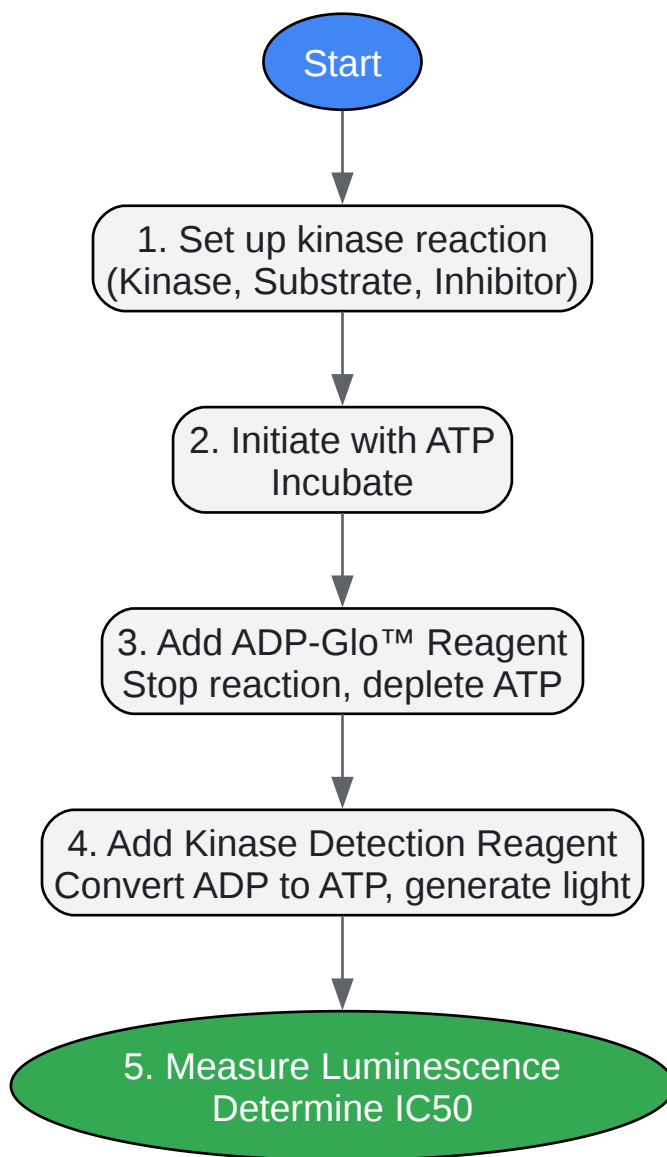 Start
1. Set up kinase reaction
(Kinase, Substrate, Inhibitor)
2. Initiate with ATP
Incubate
3. Add ADP-Glo™ Reagent
Stop reaction, deplete ATP
4. Add Kinase Detection Reagent
Convert ADP to ATP, generate light
5. Measure Luminescence
Determine IC50